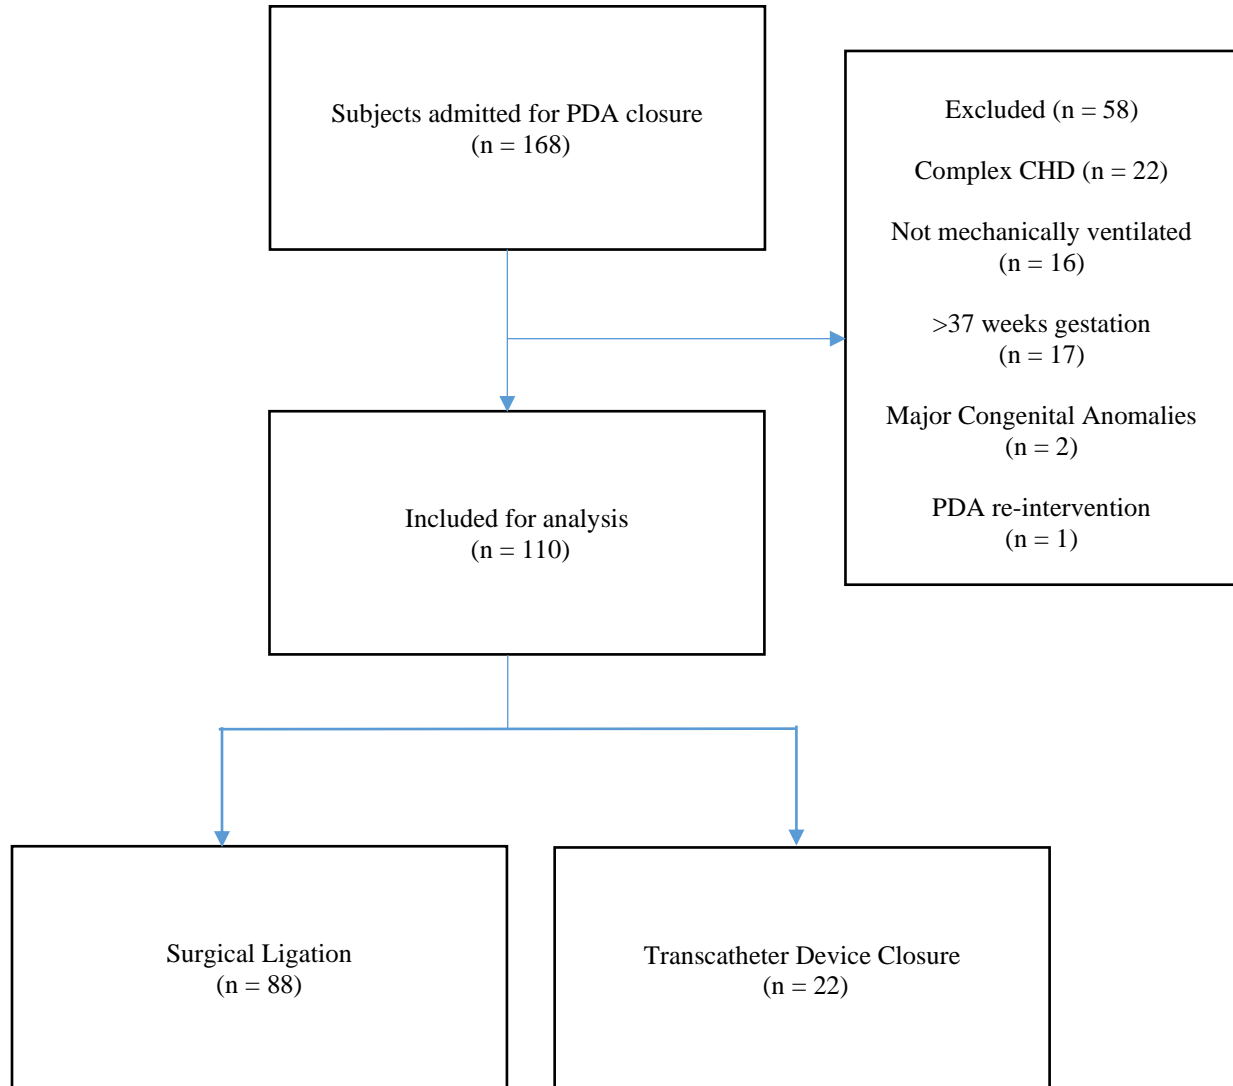 Subjects admitted for PDA closure
(n = 168)
Excluded (n = 58)
Complex CHD (n = 22)
Not mechanically ventilated
(n = 16)
>37 weeks gestation
(n = 17)
Major Congenital Anomalies
(n = 2)
PDA re-intervention
(n = 1)
Included for analysis
(n = 110)
Surgical Ligation
(n = 88)
Transcatheter Device Closure
(n = 22)